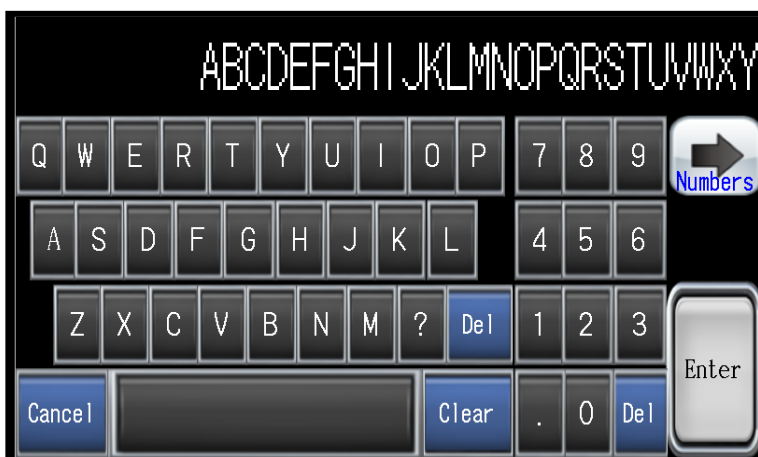 ABCDEFGHIJKLMNOPQRSTUVWXY
Q W E R T Y U I O P 7 8 9
Numbers
A S D F G H J K L 4 5 6
Z X C V B N M ? Del 1 2 3
Enter
Cancel Clear . 0 Del